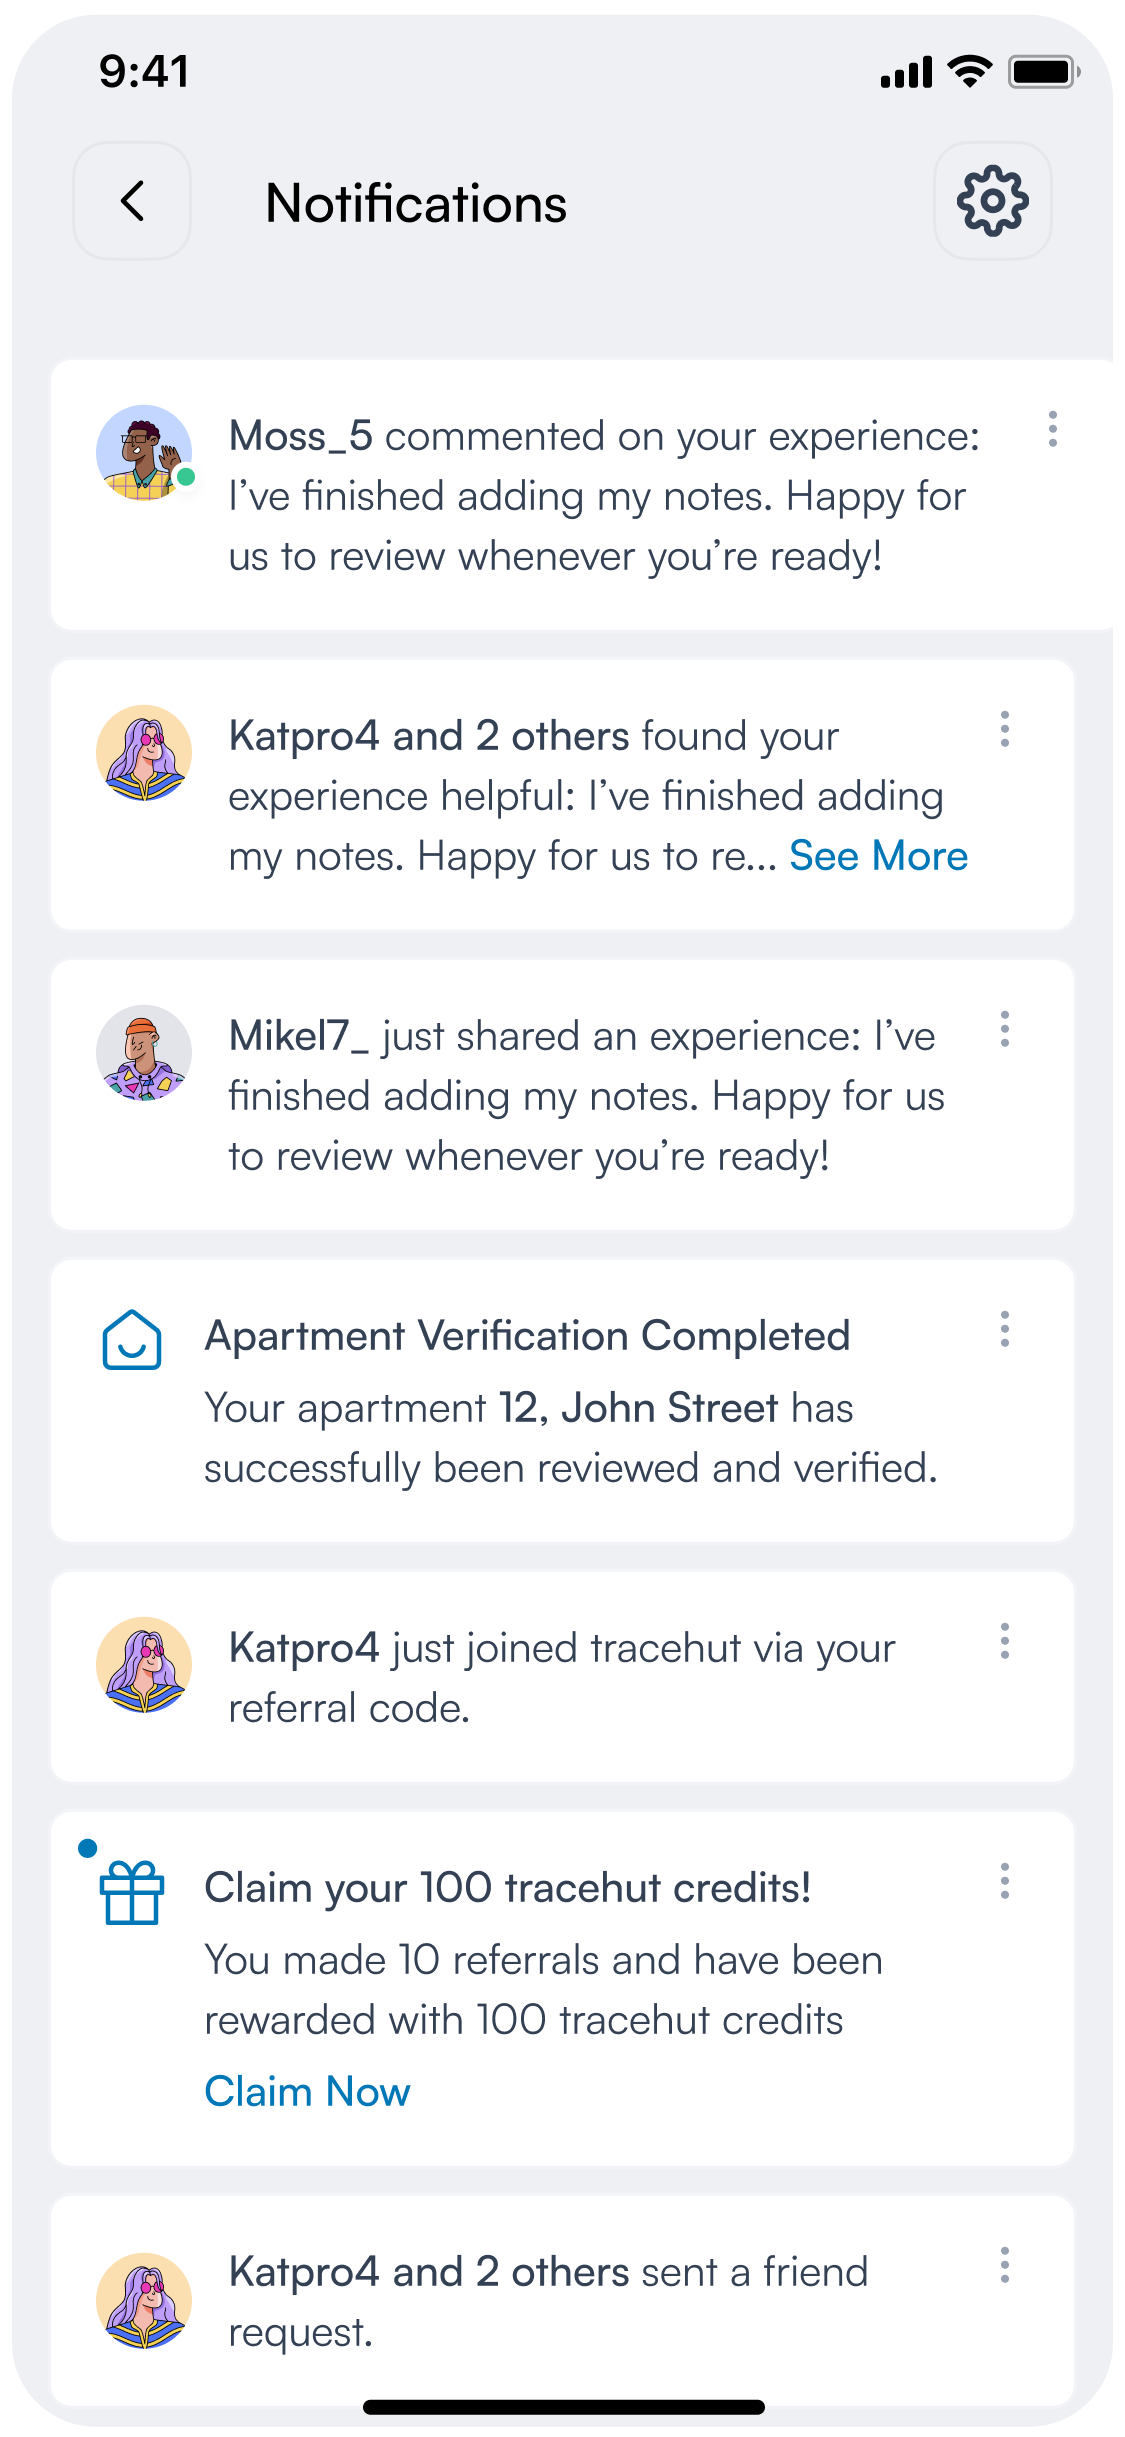 9:41
Notifications
Moss_5 commented on your experience:
I’ve finished adding my notes. Happy for
us to review whenever you’re ready!
Katpro4 and 2 others found your
experience helpful: I’ve finished adding
my notes. Happy for us to re... See More
Mikel7_ just shared an experience: I’ve
finished adding my notes. Happy for us
to review whenever you’re ready!
Apartment Verification Completed
Your apartment 12, John Street has
successfully been reviewed and verified.
Katpro4 just joined tracehut via your
referral code.
Claim your 100 tracehut credits!
You made 10 referrals and have been
rewarded with 100 tracehut credits
Claim Now
Katpro4 and 2 others sent a friend
request.